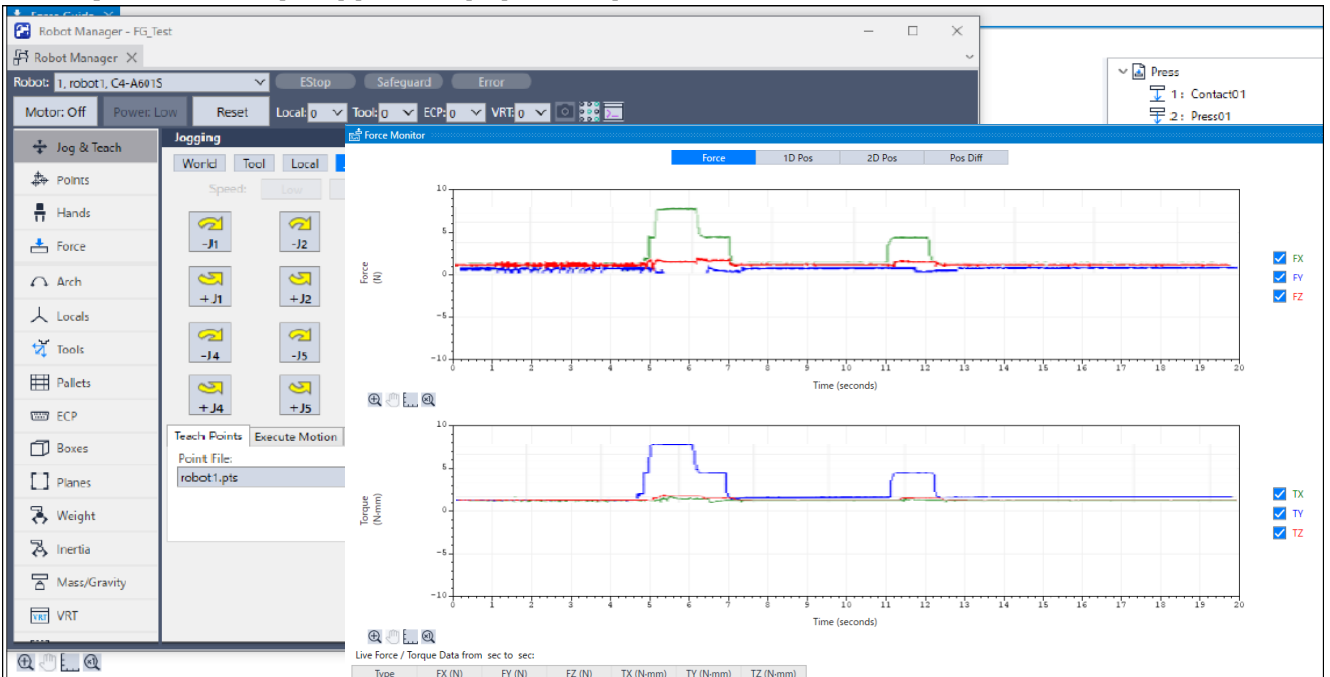 Force Guide
Robot Manager - FG_Test
Robot Manager
Robot: 1, robot1, C4-A601S EStop Safeguard Error
Motor: Off Power: Low Reset Local: 0 Tool: 0 ECP: 0 VRT: 0
Press
1: Contact01
2: Press01
Jog & Teach
Points
Hands
Force
Arch
Locals
Tools
Pallets
ECP
Boxes
Planes
Weight
Inertia
Mass/Gravity
VRT
Jogging
World Tool Local
Speed: Low
-J1 -J2
+J1 +J2
-J4 -J5
+J4 +J5
Teach Points Execute Motion
Point File:
robot1.pts
Force Monitor
Force 1D Pos 2D Pos Pos Diff
10
5
0
-5
-10
Force
(N)
0 1 2 3 4 5 6 7 8 9 10 11 12 13 14 15 16 17 18 19 20
Time (seconds)
FX
FY
FZ
10
5
0
-5
-10
Torque
(N-mm)
0 1 2 3 4 5 6 7 8 9 10 11 12 13 14 15 16 17 18 19 20
Time (seconds)
TX
TY
TZ
Live Force / Torque Data from sec to sec:
Type FX (N) FY (N) FZ (N) TX (N-mm) TY (N-mm) TZ (N-mm)